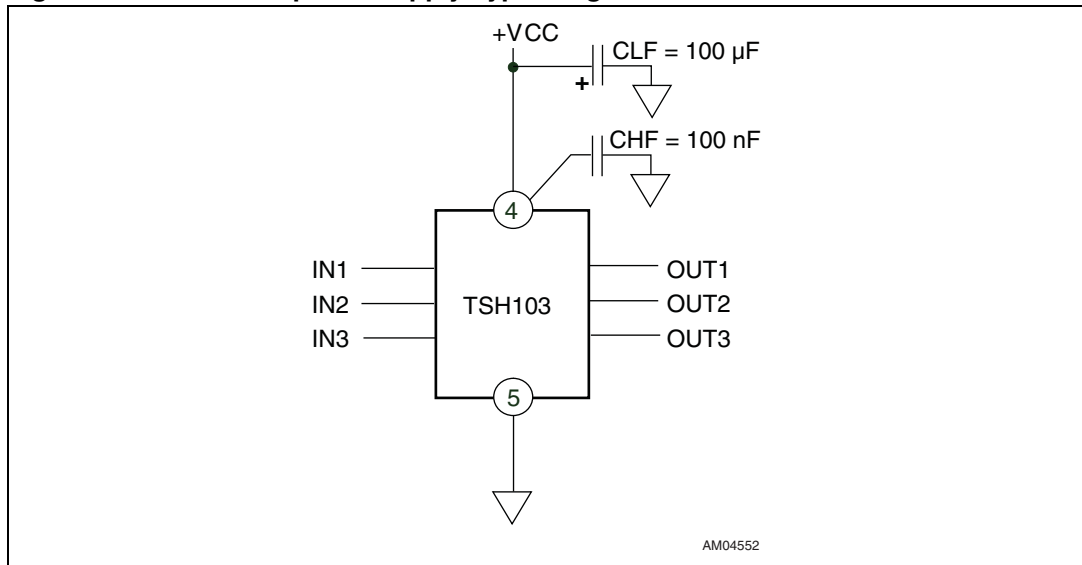 +VCC
CLF = 100 µF
+
CHF = 100 nF
4
IN1
OUT1
IN2
TSH103
OUT2
IN3
OUT3
5
AM04552